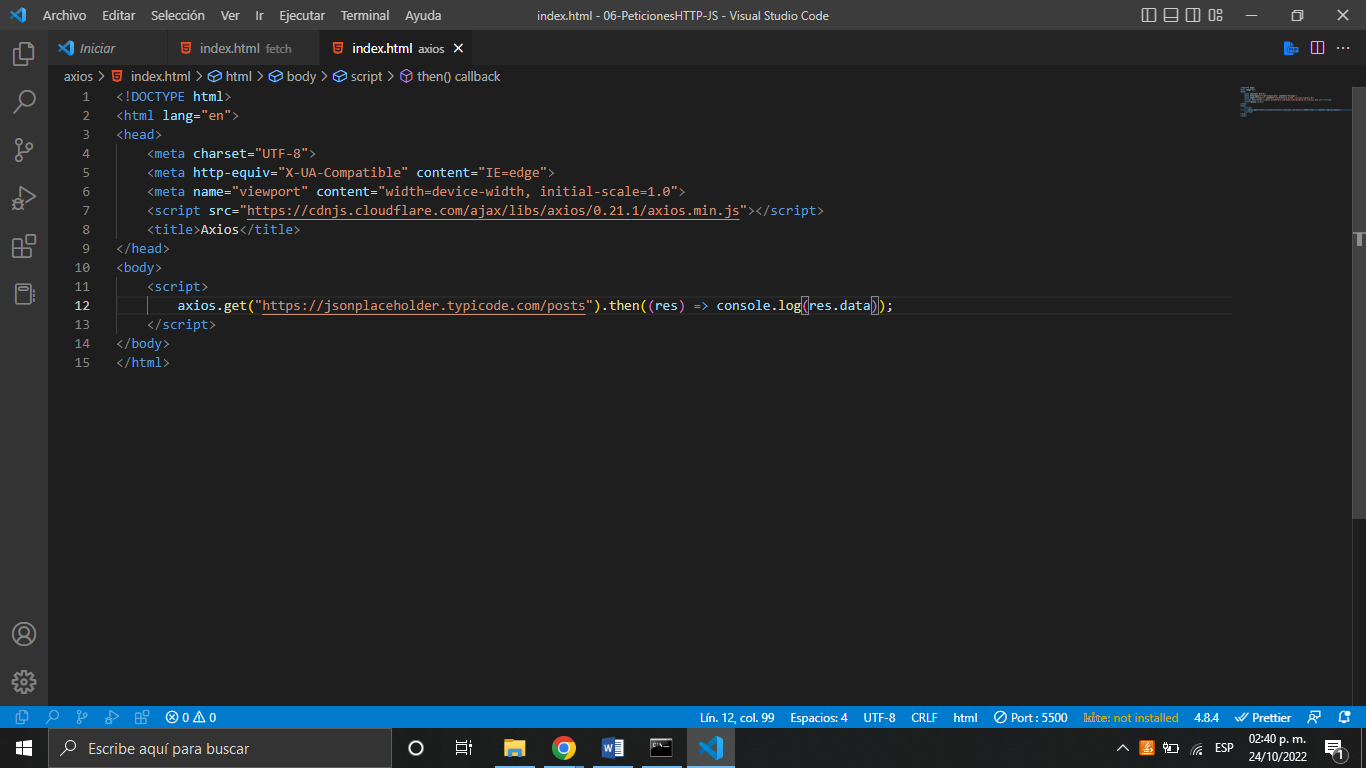 Archivo Editar Selección Ver Ir Ejecutar Terminal Ayuda index.html - 06-PeticionesHTTP-JS - Visual Studio Code
Iniciar index.html fetch index.html axios
axios > index.html > html > body > script > then() callback
1 <!DOCTYPE html>
2 <html lang="en">
3 <head>
4 <meta charset="UTF-8">
5 <meta http-equiv="X-UA-Compatible" content="IE=edge">
6 <meta name="viewport" content="width=device-width, initial-scale=1.0">
7 <script src="https://cdnjs.cloudflare.com/ajax/libs/axios/0.21.1/axios.min.js"></script>
8 <title>Axios</title>
9 </head>
10 <body>
11 <script>
12 axios.get("https://jsonplaceholder.typicode.com/posts").then((res) => console.log(res.data));
13 </script>
14 </body>
15 </html>
0 0 Lín. 12, col. 99 Espacios: 4 UTF-8 CRLF html Port : 5500 kite: not installed 4.8.4 Prettier
Escribe aquí para buscar
ESP
02:40 p. m.
24/10/2022
1